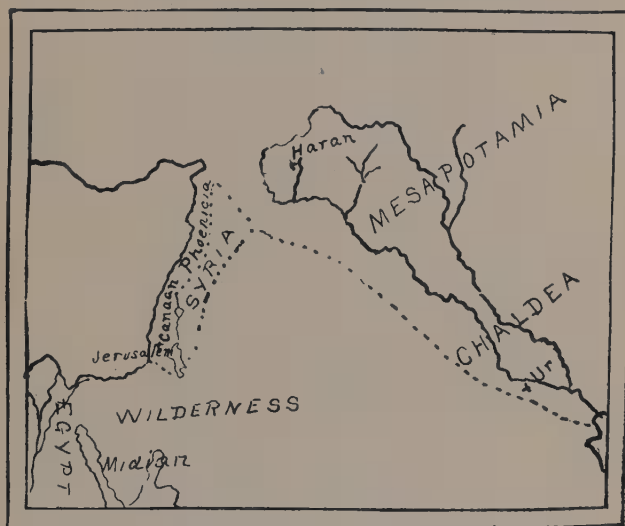 Haran
MESAPOTAMIA
Phoenicia
SYRIA
Canaan
CHALDEA
Jerusalem
Ur
WILDERNESS
EGYPT
Midian